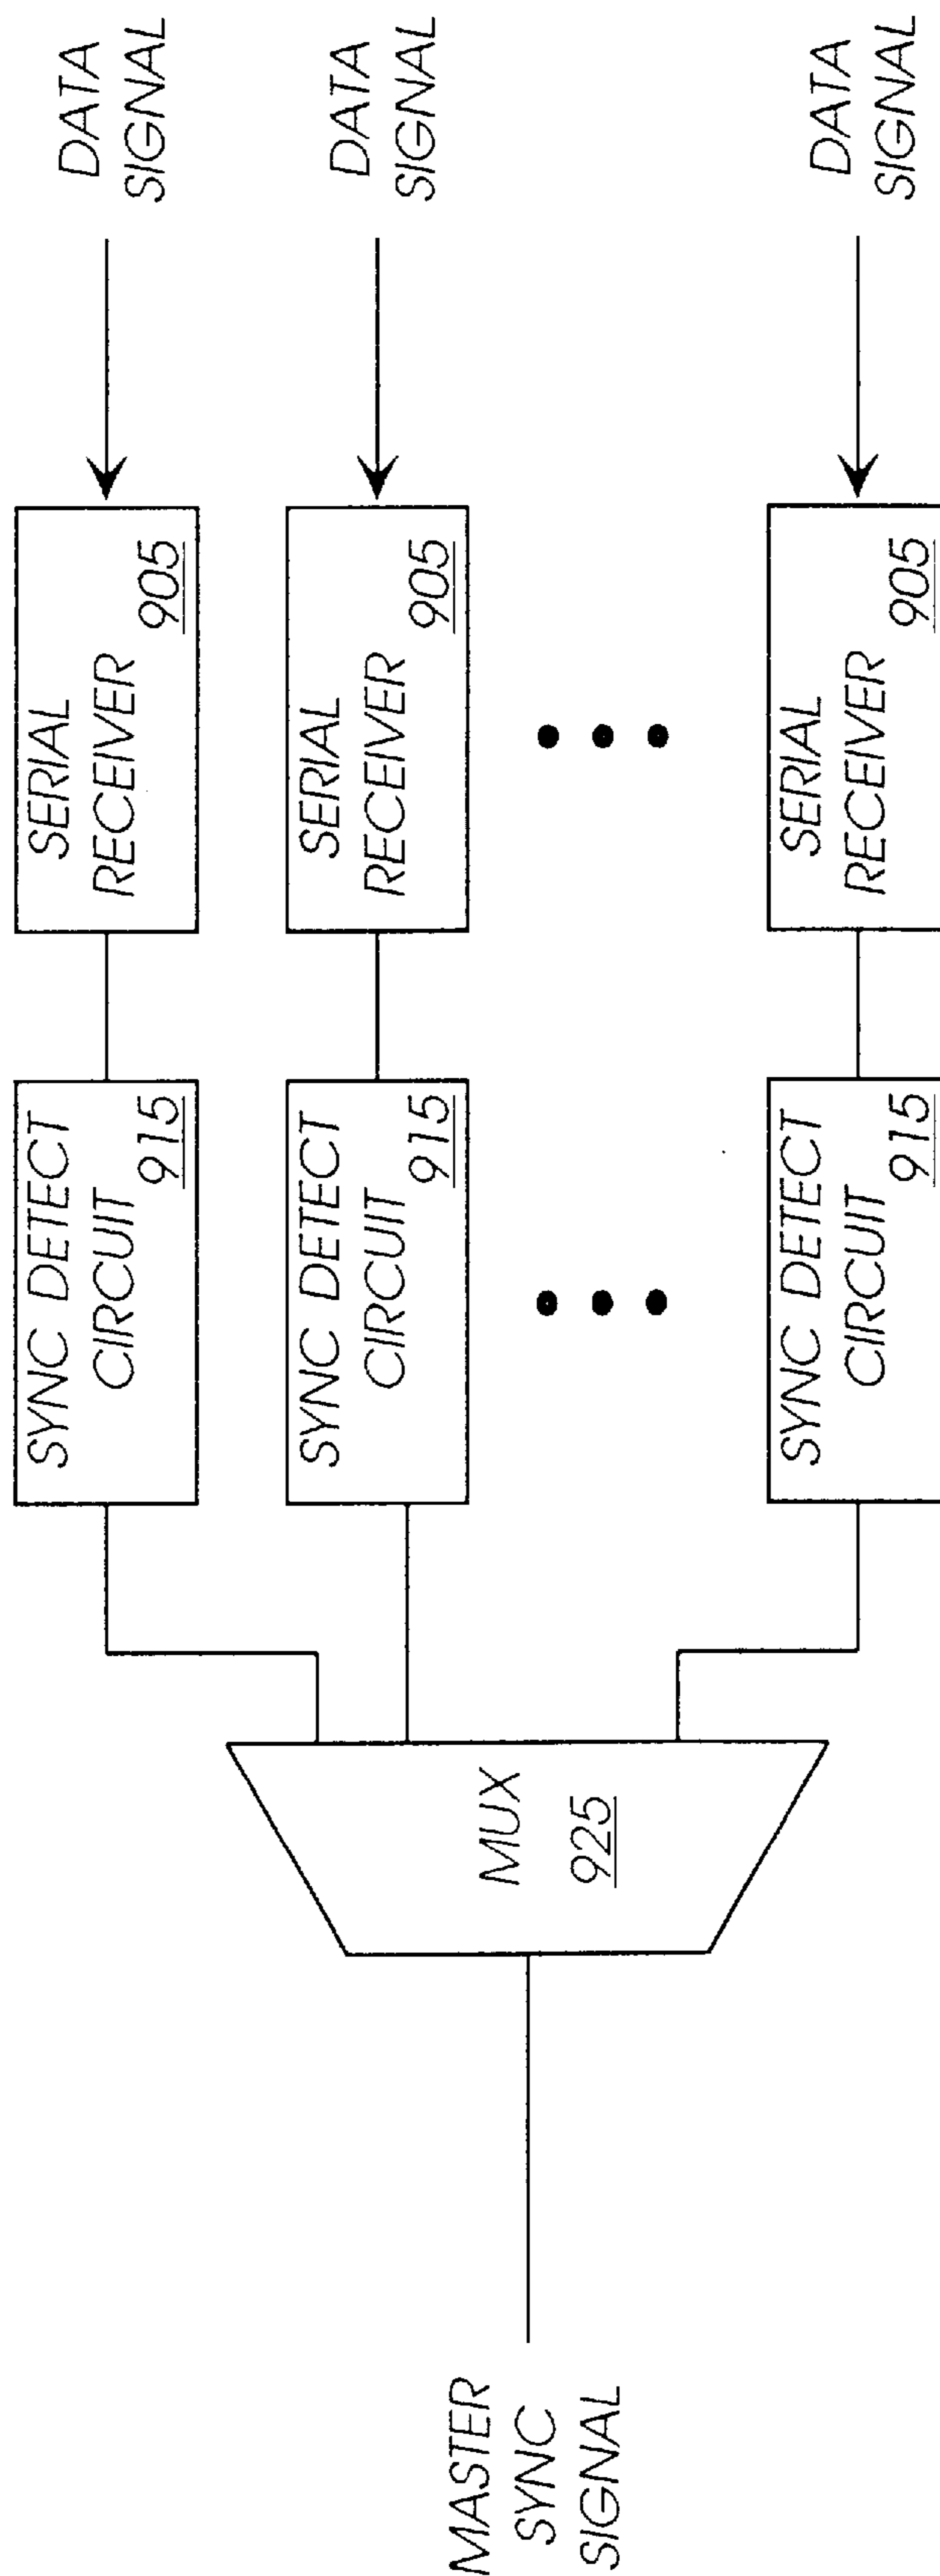 SYNC DETECT
CIRCUIT
915
SERIAL
RECEIVER
905
DATA
SIGNAL
SYNC DETECT
CIRCUIT
915
SERIAL
RECEIVER
905
DATA
SIGNAL
MASTER
SYNC
SIGNAL
MUX
925
SYNC DETECT
CIRCUIT
915
SERIAL
RECEIVER
905
DATA
SIGNAL